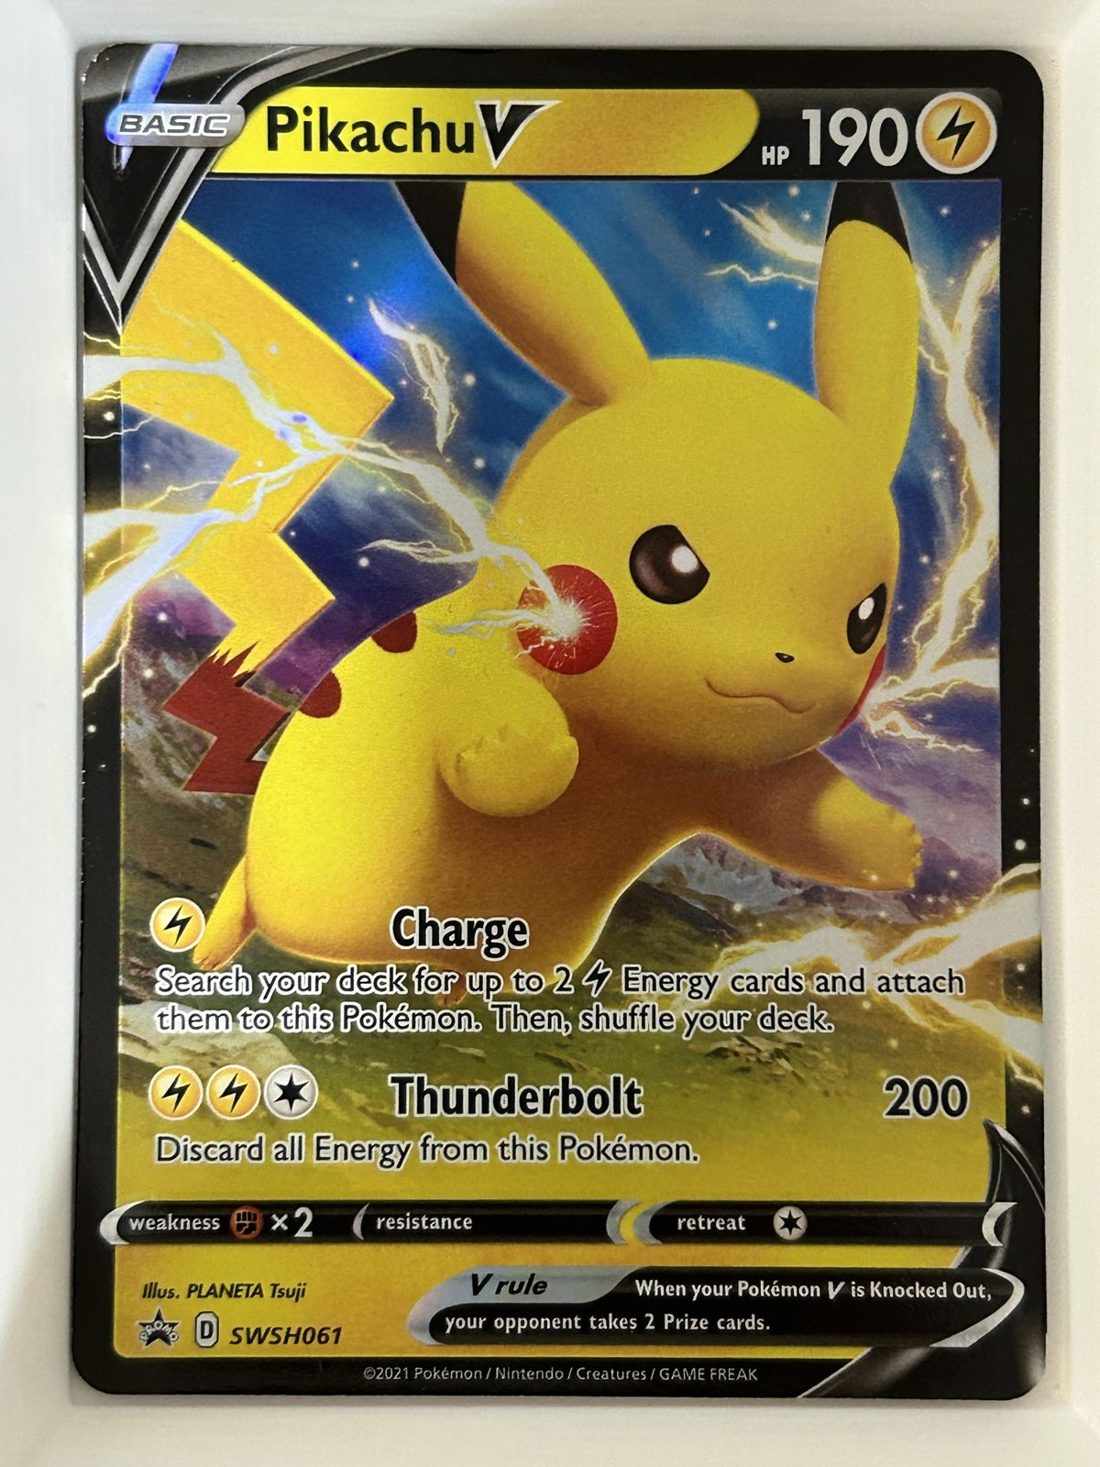 BASIC Pikachu V HP 190
Charge
Search your deck for up to 2 Energy cards and attach
them to this Pokémon. Then, shuffle your deck.
Thunderbolt 200
Discard all Energy from this Pokémon.
weakness ×2 resistance retreat
Illus. PLANETA Tsuji
V rule When your Pokémon V is Knocked Out,
your opponent takes 2 Prize cards.
PROMO D SWSH061
©2021 Pokémon / Nintendo / Creatures / GAME FREAK